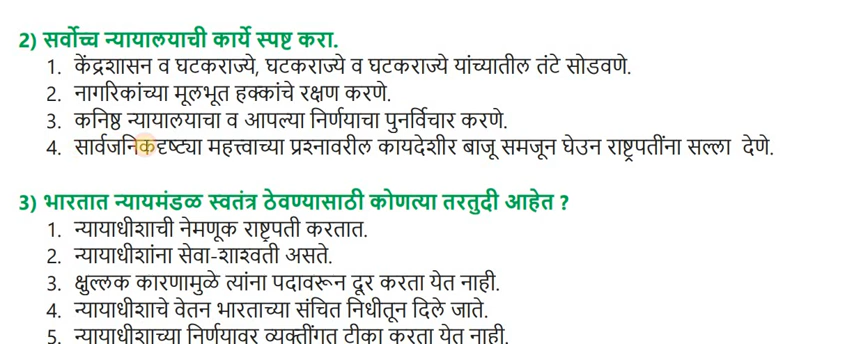 2) सर्वोच्च न्यायालयाची कार्ये स्पष्ट करा.
1. केंद्रशासन व घटकराज्ये, घटकराज्ये व घटकराज्ये यांच्यातील तंटे सोडवणे.
2. नागरिकांच्या मूलभूत हक्कांचे रक्षण करणे.
3. कनिष्ठ न्यायालयाचा व आपल्या निर्णयाचा पुनर्विचार करणे.
4. सार्वजनिकदृष्ट्या महत्त्वाच्या प्रश्नावरील कायदेशीर बाजू समजून घेउन राष्ट्रपतींना सल्ला देणे.
3) भारतात न्यायमंडळ स्वतंत्र ठेवण्यासाठी कोणत्या तरतुदी आहेत ?
1. न्यायाधीशाची नेमणूक राष्ट्रपती करतात.
2. न्यायाधीशांना सेवा-शाश्वती असते.
3. क्षुल्लक कारणामुळे त्यांना पदावरून दूर करता येत नाही.
4. न्यायाधीशाचे वेतन भारताच्या संचित निधीतून दिले जाते.
5. न्यायाधीशाच्या निर्णयावर व्यक्तींगत टीका करता येत नाही.